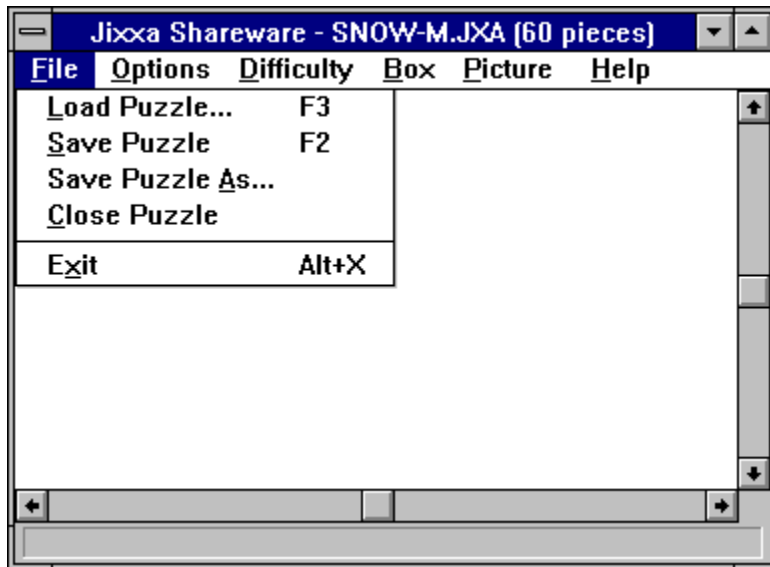 Jixxa Shareware - SNOW-M.JXA (60 pieces)
File Options Difficulty Box Picture Help
Load Puzzle... F3
Save Puzzle F2
Save Puzzle As...
Close Puzzle
Exit Alt+X